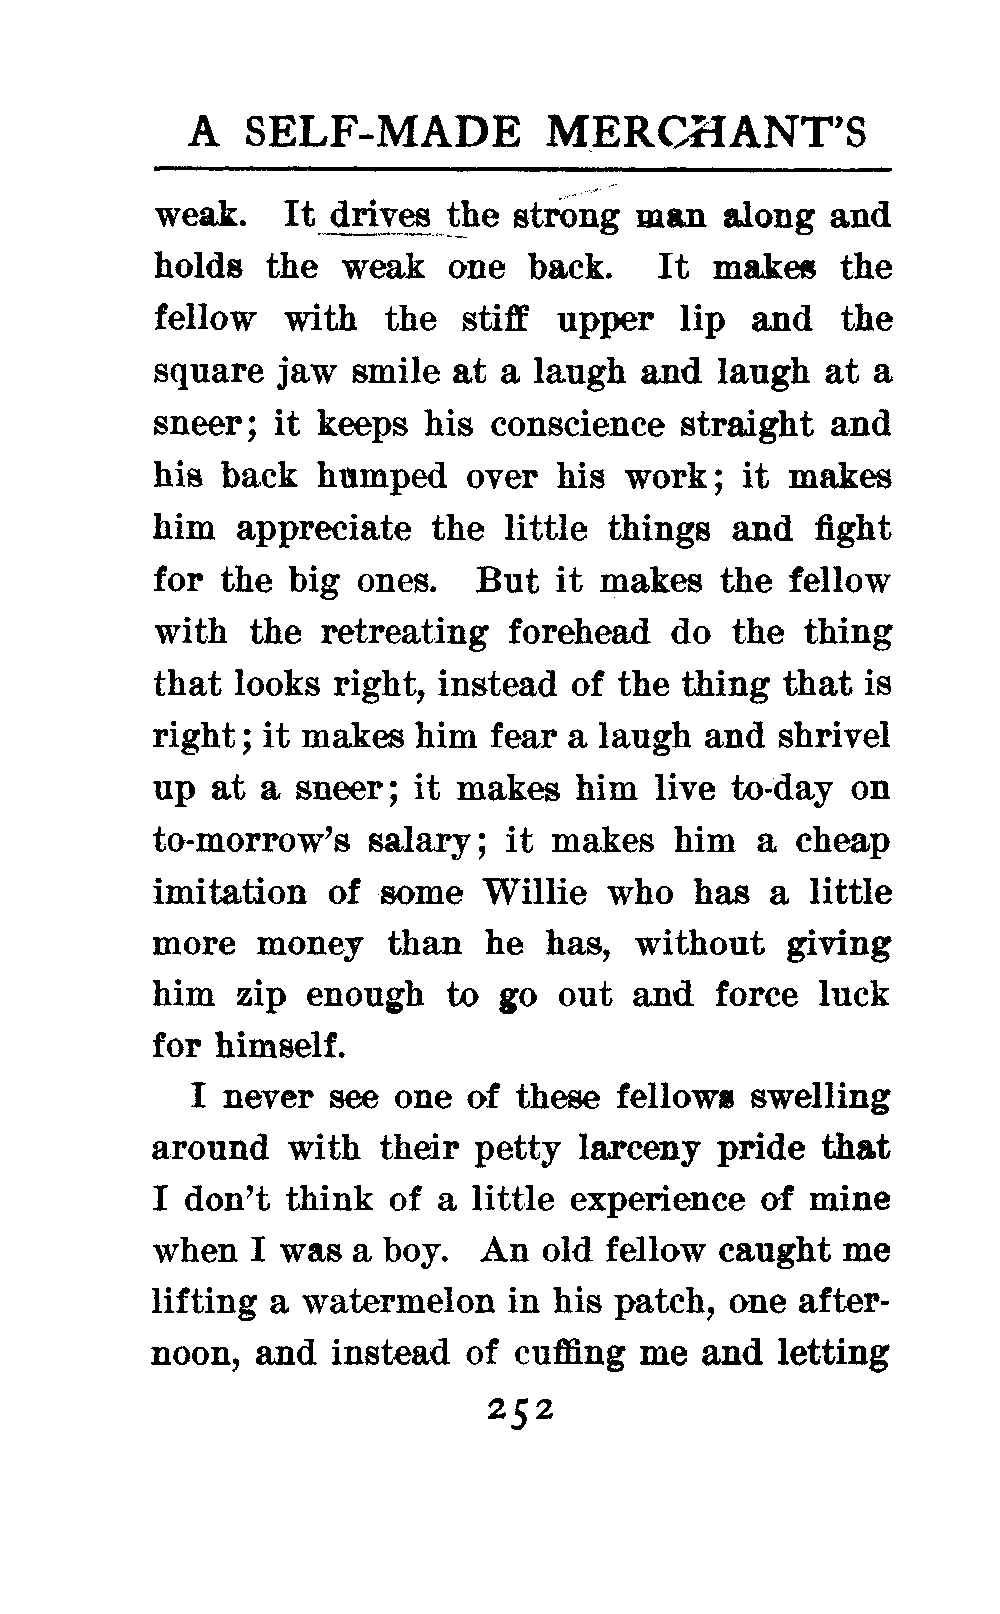 A SELF-MADE MERCHANT'S
weak. It drives the strong man along and
holds the weak one back. It makes the
fellow with the stiff upper lip and the
square jaw smile at a laugh and laugh at a
sneer; it keeps his conscience straight and
his back humped over his work; it makes
him appreciate the little things and fight
for the big ones. But it makes the fellow
with the retreating forehead do the thing
that looks right, instead of the thing that is
right; it makes him fear a laugh and shrivel
up at a sneer; it makes him live to-day on
to-morrow's salary; it makes him a cheap
imitation of some Willie who has a little
more money than he has, without giving
him zip enough to go out and force luck
for himself.
I never see one of these fellows swelling
around with their petty larceny pride that
I don't think of a little experience of mine
when I was a boy. An old fellow caught me
lifting a watermelon in his patch, one after-
noon, and instead of cuffing me and letting
252